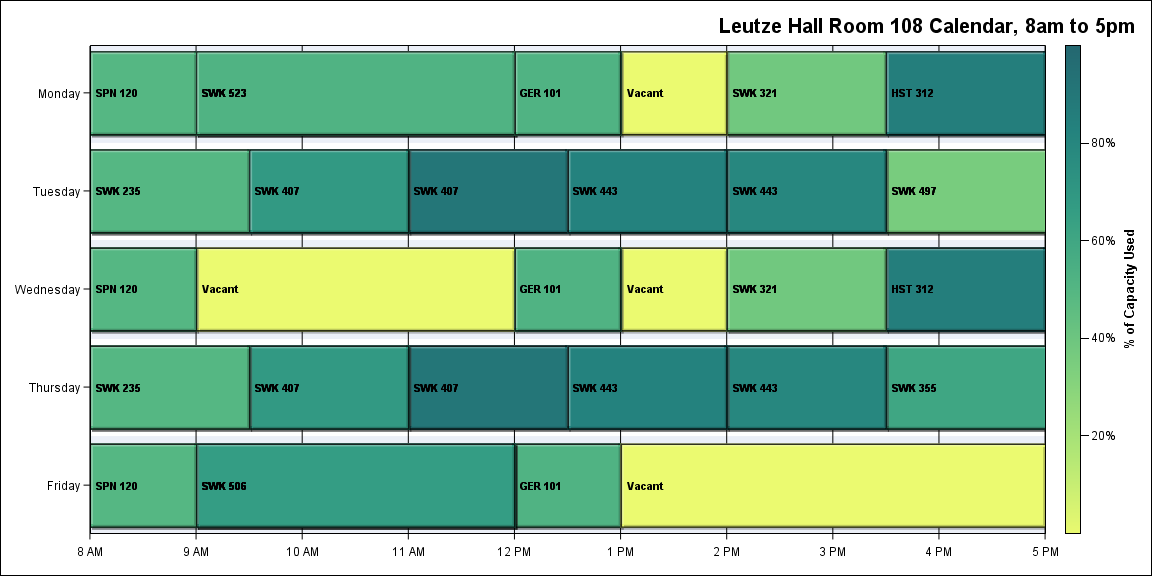 Leutze Hall Room 108 Calendar, 8am to 5pm
Monday
SPN 120
SWK 523
GER 101
Vacant
SWK 321
HST 312
Tuesday
SWK 235
SWK 407
SWK 407
SWK 443
SWK 443
SWK 497
Wednesday
SPN 120
Vacant
GER 101
Vacant
SWK 321
HST 312
Thursday
SWK 235
SWK 407
SWK 407
SWK 443
SWK 443
SWK 355
Friday
SPN 120
SWK 506
GER 101
Vacant
8 AM
9 AM
10 AM
11 AM
12 PM
1 PM
2 PM
3 PM
4 PM
5 PM
80%
60%
40%
20%
% of Capacity Used